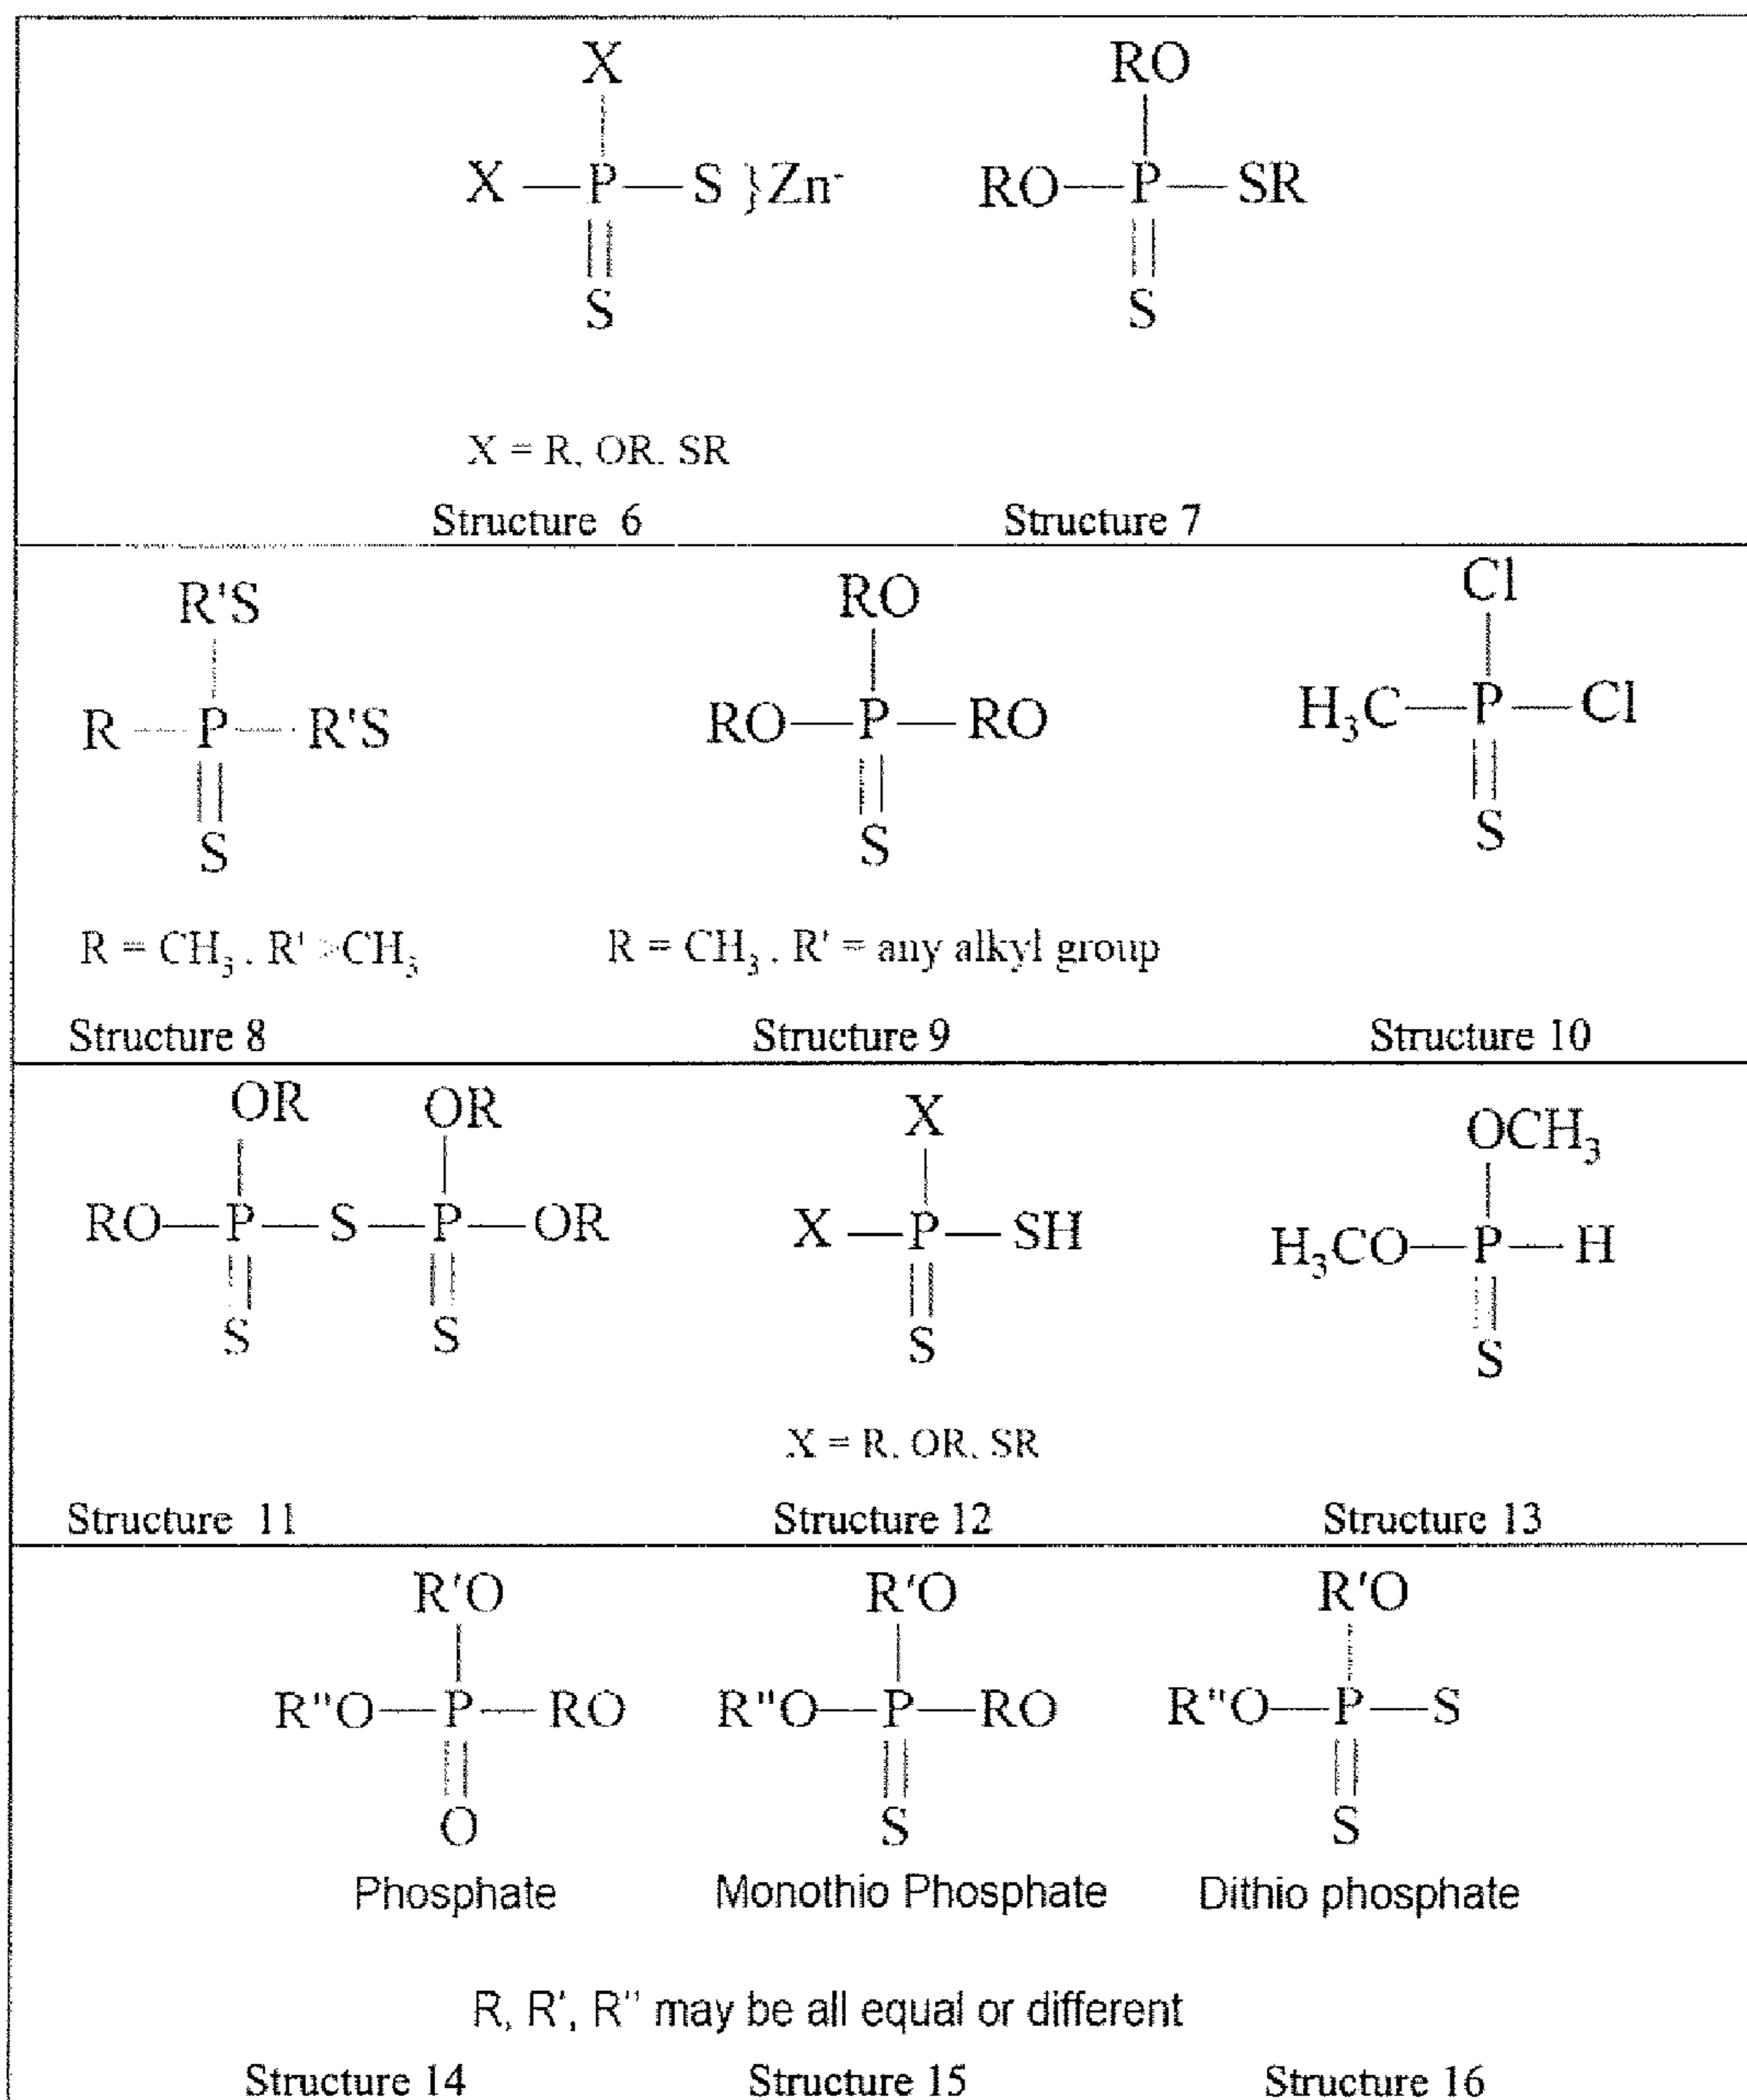 X RO
X — P — S }Zn- RO — P — SR
S S
X = R, OR. SR
Structure 6 Structure 7
R'S RO Cl
R — P — R'S RO — P — RO H3C — P — Cl
S S S
R = CH3 . R' >CH3 R = CH3 . R' = any alkyl group
Structure 8 Structure 9 Structure 10
OR OR X OCH3
RO — P — S — P — OR X — P — SH H3CO — P — H
S S S S
X = R, OR, SR
Structure 11 Structure 12 Structure 13
R'O R'O R'O
R"O — P — RO R"O — P — RO R"O — P — S
O S S
Phosphate Monothio Phosphate Dithio phosphate
R, R', R'' may be all equal or different
Structure 14 Structure 15 Structure 16